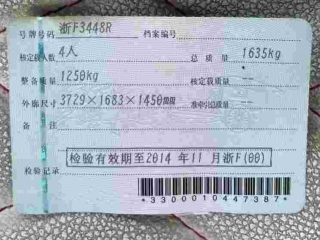 号牌号码 浙F3448R 档案编号
核定载人数 4人 总质量 1635kg
整备质量 1250kg 核定载质量 --
外廓尺寸 3729×1683×1450mm 准牵引总质量 --
备注
检验有效期至2014 年11 月浙F(00)
检验记录
*3300010447387*